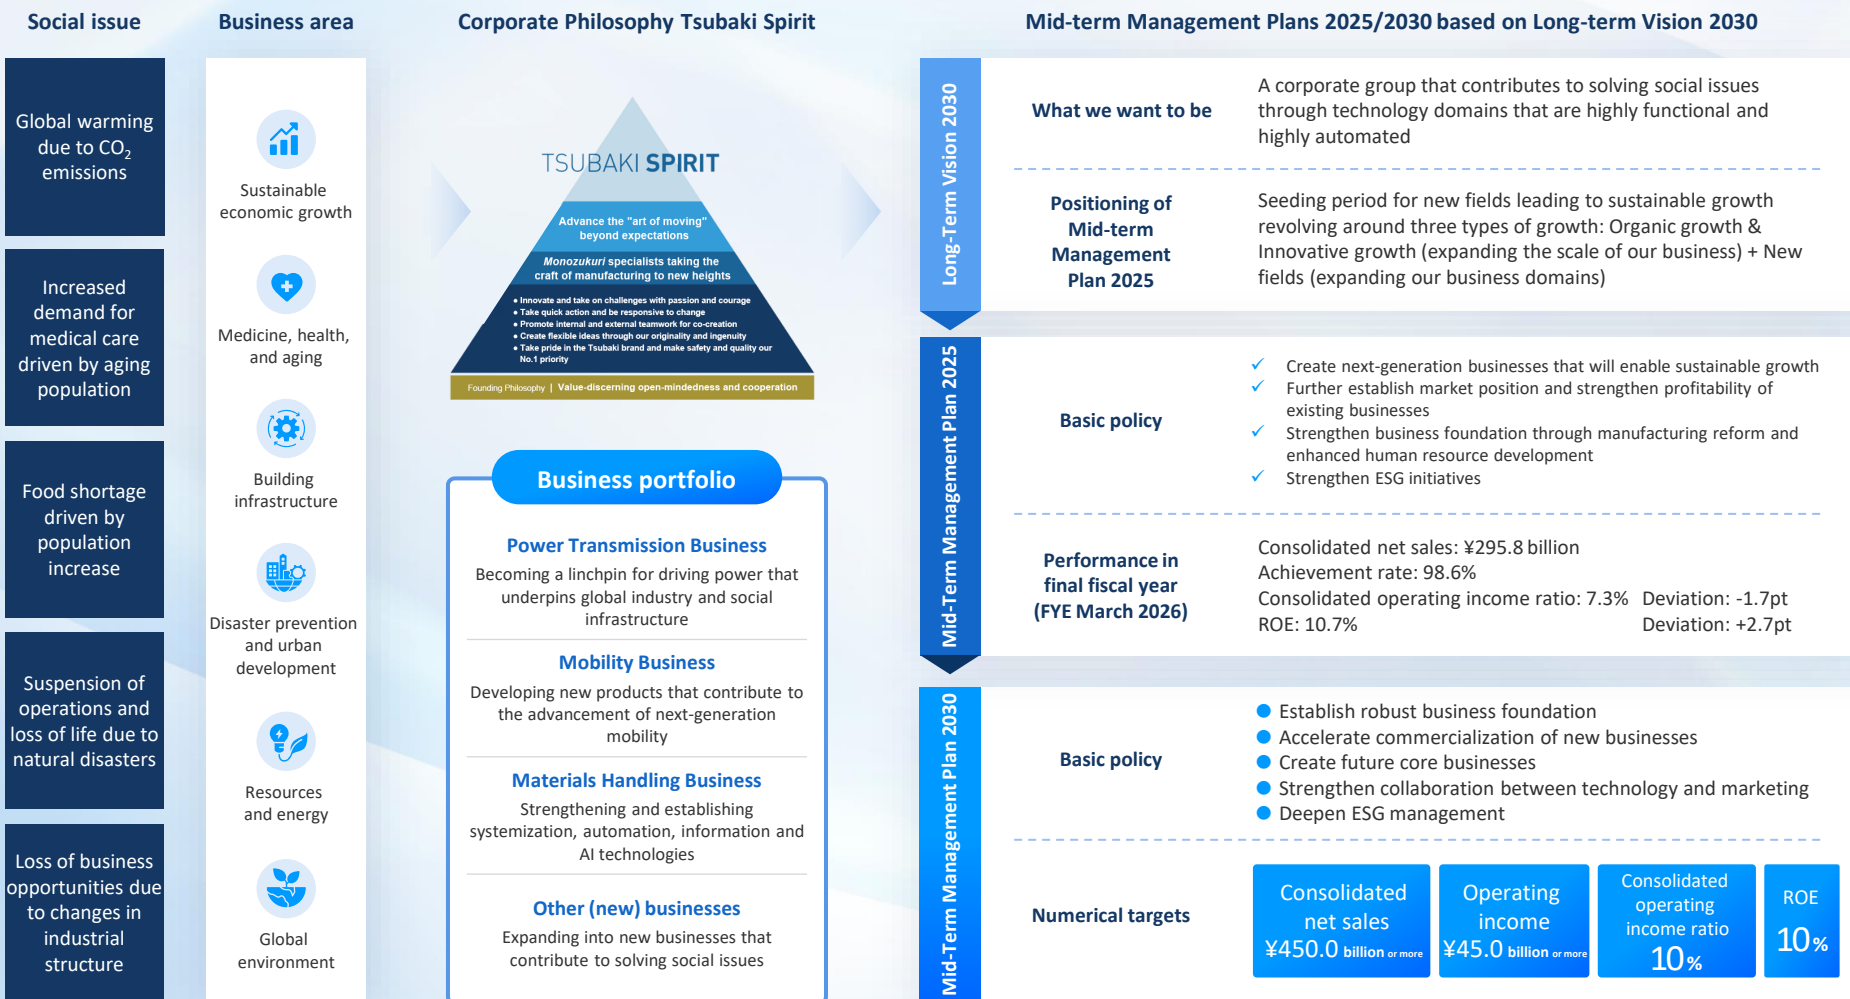 Social issue
Business area
Corporate Philosophy Tsubaki Spirit
Mid-term Management Plans 2025/2030 based on Long-term Vision 2030
Global warming
due to CO₂
emissions
Increased
demand for
medical care
driven by aging
population
Food shortage
driven by
population
increase
Suspension of
operations and
loss of life due to
natural disasters
Loss of business
opportunities due
to changes in
industrial
structure
Sustainable
economic growth
Medicine, health,
and aging
Building
infrastructure
Disaster prevention
and urban
development
Resources
and energy
Global
environment
TSUBAKI SPIRIT
Advance the "art of moving"
beyond expectations
Monozukuri specialists taking the
craft of manufacturing to new heights
● Innovate and take on challenges with passion and courage
● Take quick action and be responsive to change
● Promote internal and external teamwork for co-creation
● Create flexible ideas through our originality and ingenuity
● Take pride in the Tsubaki brand and make safety and quality our
No.1 priority
Founding Philosophy | Value-discerning open-mindedness and cooperation
Business portfolio
Power Transmission Business
Becoming a linchpin for driving power that
underpins global industry and social
infrastructure
Mobility Business
Developing new products that contribute to
the advancement of next-generation
mobility
Materials Handling Business
Strengthening and establishing
systemization, automation, information and
AI technologies
Other (new) businesses
Expanding into new businesses that
contribute to solving social issues
Long-Term Vision 2030
What we want to be
A corporate group that contributes to solving social issues
through technology domains that are highly functional and
highly automated
Positioning of
Mid-term
Management
Plan 2025
Seeding period for new fields leading to sustainable growth
revolving around three types of growth: Organic growth &
Innovative growth (expanding the scale of our business) + New
fields (expanding our business domains)
Mid-Term Management Plan 2025
Basic policy
✓ Create next-generation businesses that will enable sustainable growth
✓ Further establish market position and strengthen profitability of
existing businesses
✓ Strengthen business foundation through manufacturing reform and
enhanced human resource development
✓ Strengthen ESG initiatives
Performance in
final fiscal year
(FYE March 2026)
Consolidated net sales: ¥295.8 billion
Achievement rate: 98.6%
Consolidated operating income ratio: 7.3% Deviation: -1.7pt
ROE: 10.7% Deviation: +2.7pt
Mid-Term Management Plan 2030
Basic policy
● Establish robust business foundation
● Accelerate commercialization of new businesses
● Create future core businesses
● Strengthen collaboration between technology and marketing
● Deepen ESG management
Numerical targets
Consolidated
net sales
¥450.0 billion or more
Operating
income
¥45.0 billion or more
Consolidated
operating
income ratio
10%
ROE
10%